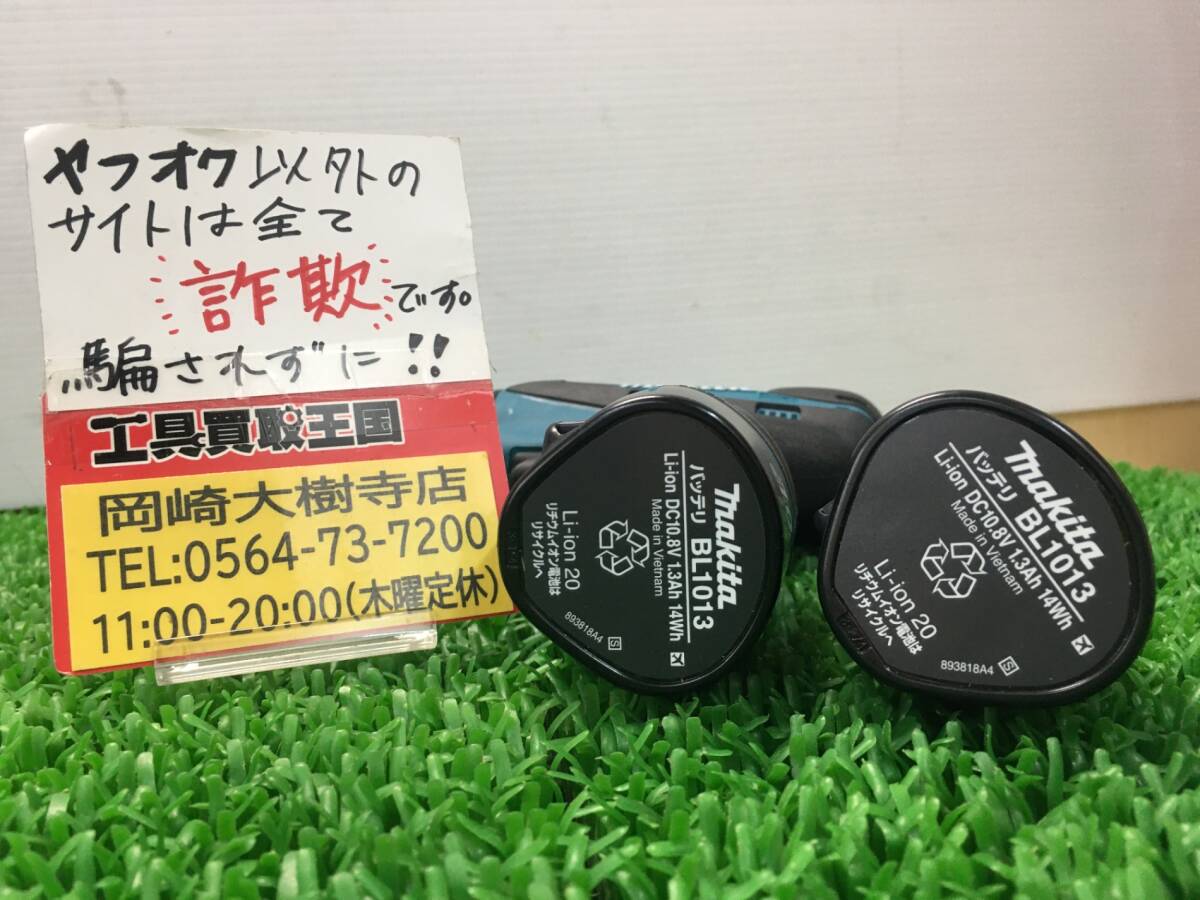 ヤフオク以外の
サイトは全て
詐欺です。
騙されずに!!
工具買取王国
岡崎大樹寺店
TEL:0564-73-7200
11:00-20:00(木曜定休)
makita
バッテリ BL1013
Li-ion DC10.8V 1.3Ah 14Wh
Made in Vietnam
Li-ion 20
リチウムイオン電池は
リサイクルへ
893818A4 S
makita
バッテリ BL1013
Li-ion DC10.8V 1.3Ah 14Wh
Made in Vietnam
Li-ion 20
リチウムイオン電池は
リサイクルへ
893818A4 S